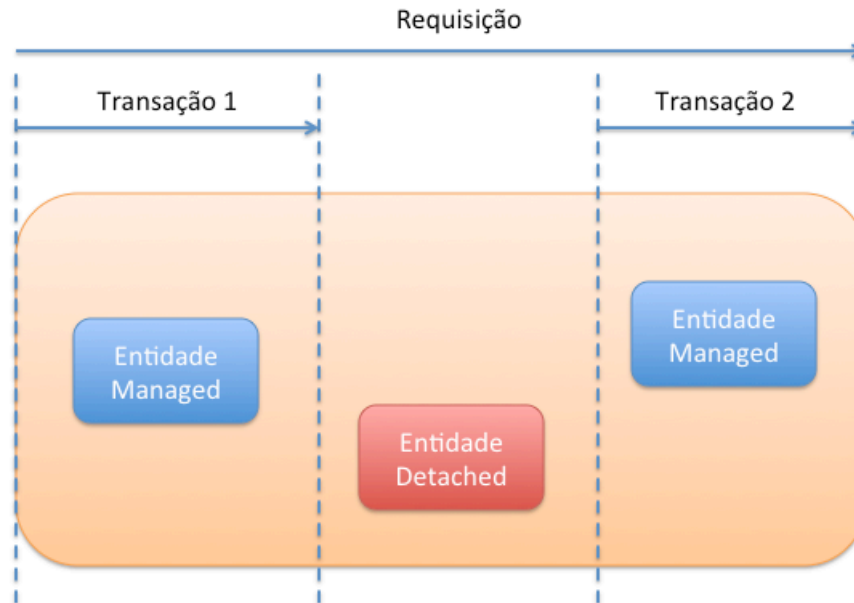 Requisição
Transação 1
Transação 2
Entidade
Managed
Entidade
Managed
Entidade
Detached